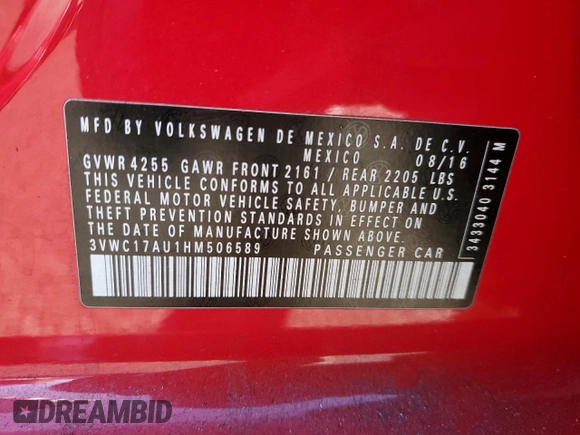 MFD BY VOLKSWAGEN DE MEXICO S.A. DE C.V.
MEXICO 08/16
GVWR 4255 GAWR FRONT 2161 / REAR 2205 LBS
THIS VEHICLE CONFORMS TO ALL APPLICABLE U.S.
FEDERAL MOTOR VEHICLE SAFETY, BUMPER AND
THEFT PREVENTION STANDARDS IN EFFECT ON
THE DATE OF MANUFACTURE SHOWN ABOVE
3VWC17AU1HM506589 PASSENGER CAR
3433040 3144 M
DREAMBID